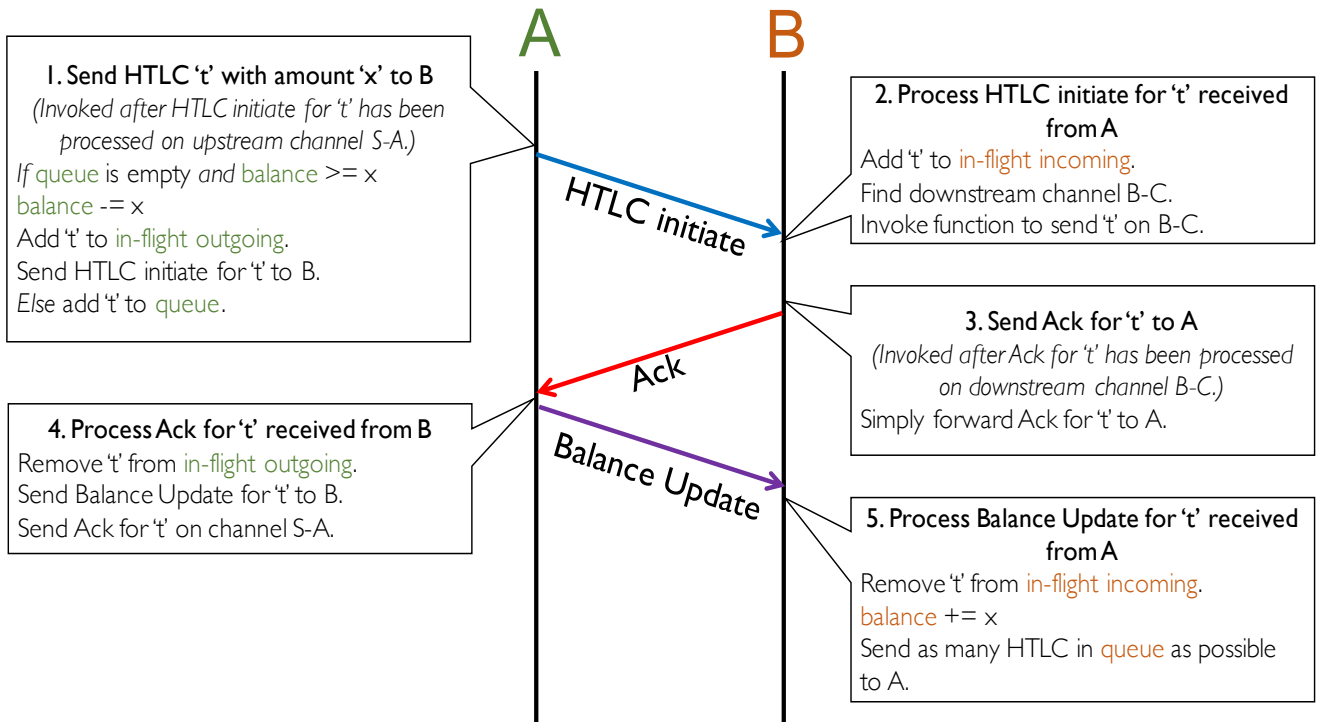 A
B
1. Send HTLC ‘t’ with amount ‘x’ to B
(Invoked after HTLC initiate for ‘t’ has been
processed on upstream channel S-A.)
If queue is empty and balance >= x
balance -= x
Add ‘t’ to in-flight outgoing.
Send HTLC initiate for ‘t’ to B.
Else add ‘t’ to queue.
HTLC initiate
2. Process HTLC initiate for ‘t’ received
from A
Add ‘t’ to in-flight incoming.
Find downstream channel B-C.
Invoke function to send ‘t’ on B-C.
3. Send Ack for ‘t’ to A
(Invoked after Ack for ‘t’ has been processed
on downstream channel B-C.)
Simply forward Ack for ‘t’ to A.
Ack
4. Process Ack for ‘t’ received from B
Remove ‘t’ from in-flight outgoing.
Send Balance Update for ‘t’ to B.
Send Ack for ‘t’ on channel S-A.
Balance Update
5. Process Balance Update for ‘t’ received
from A
Remove ‘t’ from in-flight incoming.
balance += x
Send as many HTLC in queue as possible
to A.